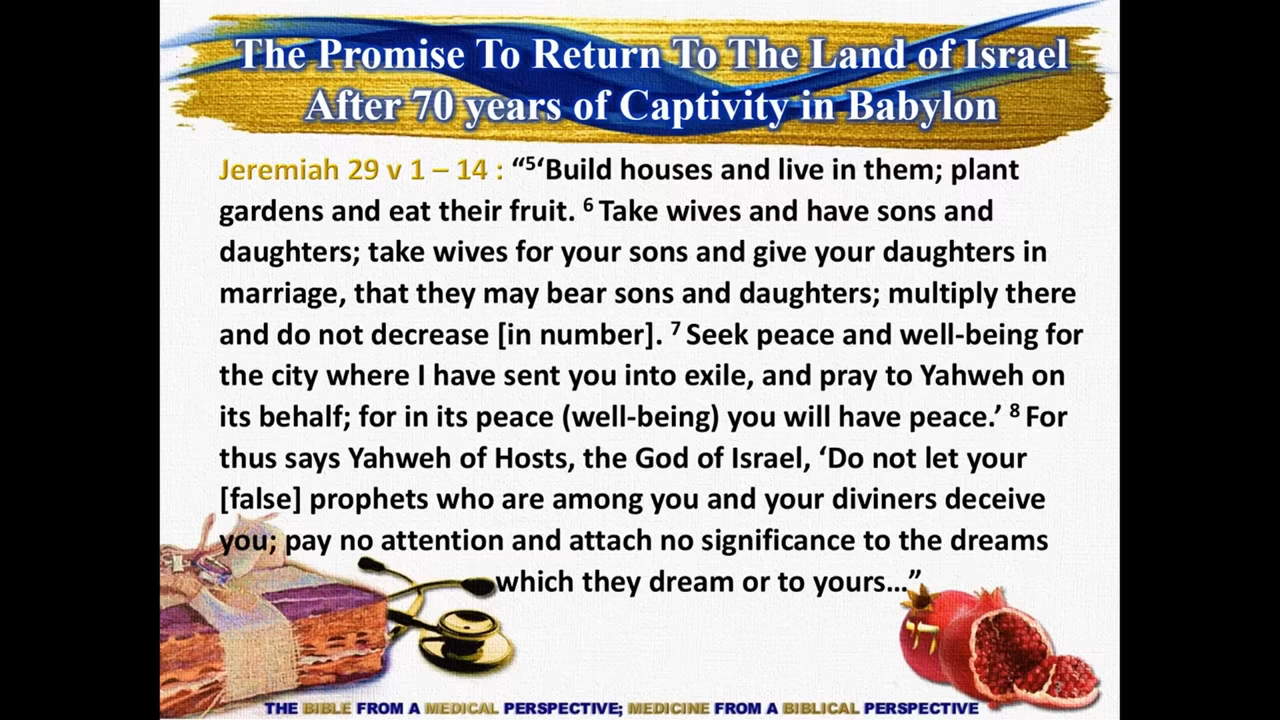 The Promise To Return To The Land of Israel
After 70 years of Captivity in Babylon
Jeremiah 29 v 1 – 14 : “⁵‘Build houses and live in them; plant
gardens and eat their fruit. ⁶ Take wives and have sons and
daughters; take wives for your sons and give your daughters in
marriage, that they may bear sons and daughters; multiply there
and do not decrease [in number]. ⁷ Seek peace and well-being for
the city where I have sent you into exile, and pray to Yahweh on
its behalf; for in its peace (well-being) you will have peace.’ ⁸ For
thus says Yahweh of Hosts, the God of Israel, ‘Do not let your
[false] prophets who are among you and your diviners deceive
you; pay no attention and attach no significance to the dreams
which they dream or to yours…”
THE BIBLE FROM A MEDICAL PERSPECTIVE; MEDICINE FROM A BIBLICAL PERSPECTIVE